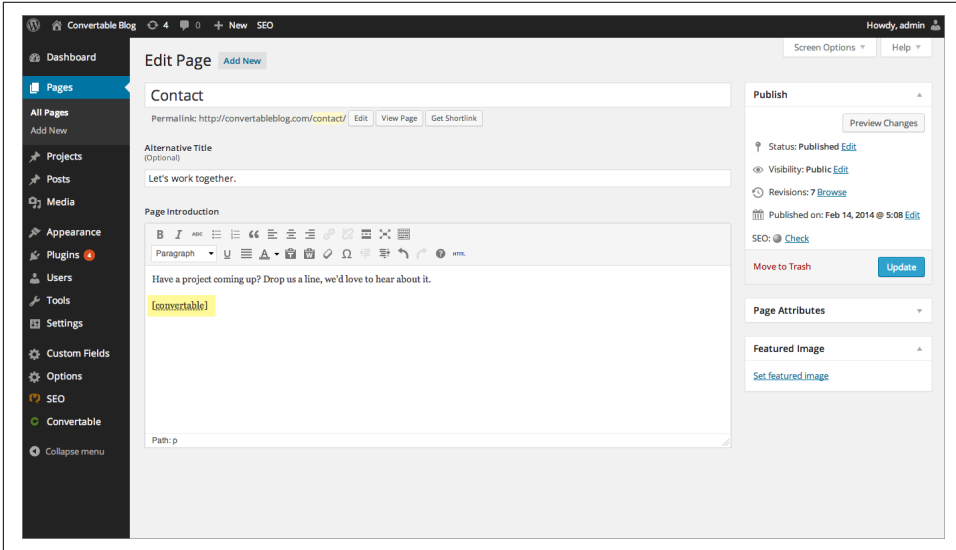 Convertable Blog 4 0 + New SEO Howdy, admin
Screen Options Help
Dashboard
Pages
All Pages
Add New
Projects
Posts
Media
Appearance
Plugins 4
Users
Tools
Settings
Custom Fields
Options
SEO
Convertable
Collapse menu
Edit Page Add New
Contact
Permalink: http://convertableblog.com/contact/ Edit View Page Get Shortlink
Alternative Title
(Optional)
Let's work together.
Page Introduction
B I ABC
Paragraph U A Ω ? HTML
Have a project coming up? Drop us a line, we'd love to hear about it.
[convertable]
Path: p
Publish
Preview Changes
Status: Published Edit
Visibility: Public Edit
Revisions: 7 Browse
Published on: Feb 14, 2014 @ 5:08 Edit
SEO: Check
Move to Trash Update
Page Attributes
Featured Image
Set featured image